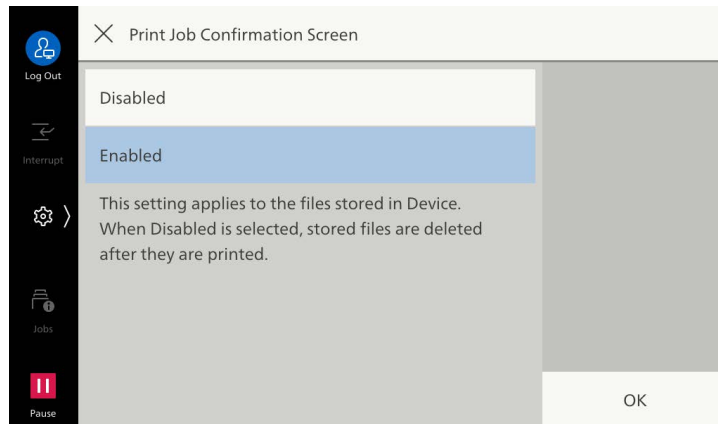 Print Job Confirmation Screen
Log Out
Disabled
Interrupt
Enabled
This setting applies to the files stored in Device.
When Disabled is selected, stored files are deleted
after they are printed.
Jobs
Pause
OK